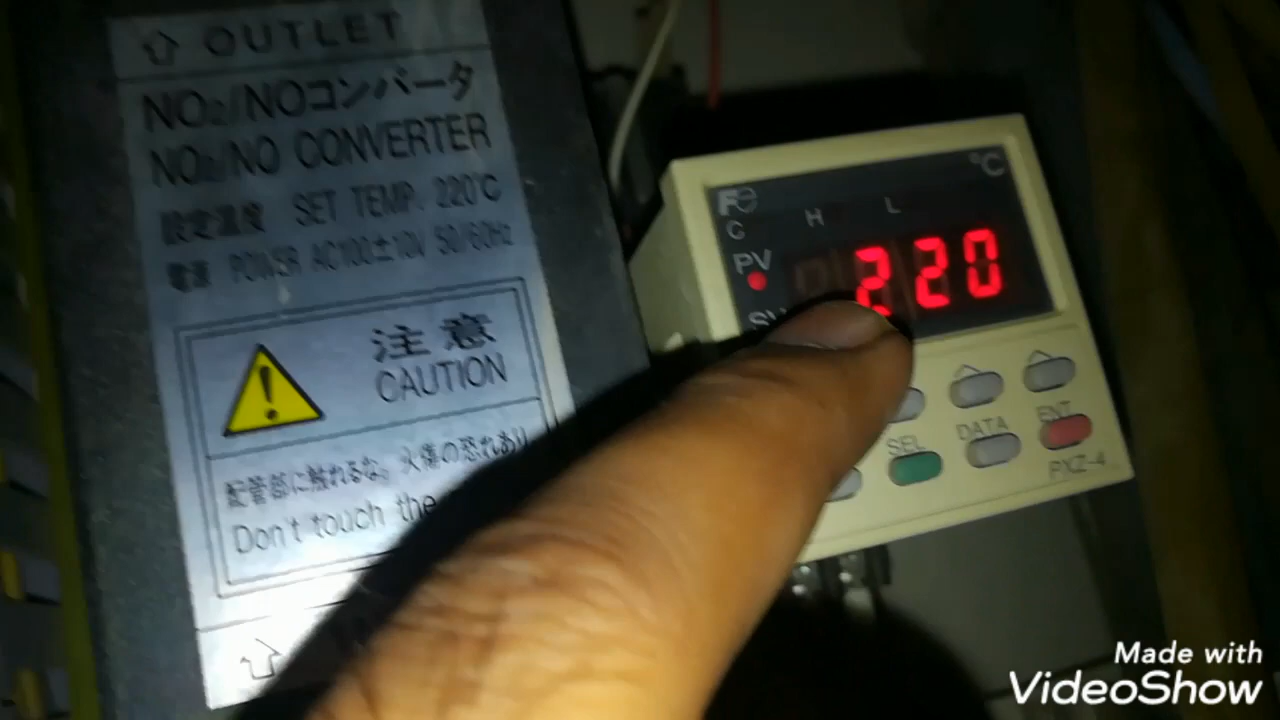 OUTLET
NO₂/NOコンバータ
NO₂/NO CONVERTER
設定温度 SET TEMP. 220℃
電源 POWER AC100±10V 50/60Hz
注意
CAUTION
配管部に触れるな。火傷の恐れあり
Don't touch the
℃
C H L
PV
220
SEL DATA ENT
PXZ-4
Made with
VideoShow